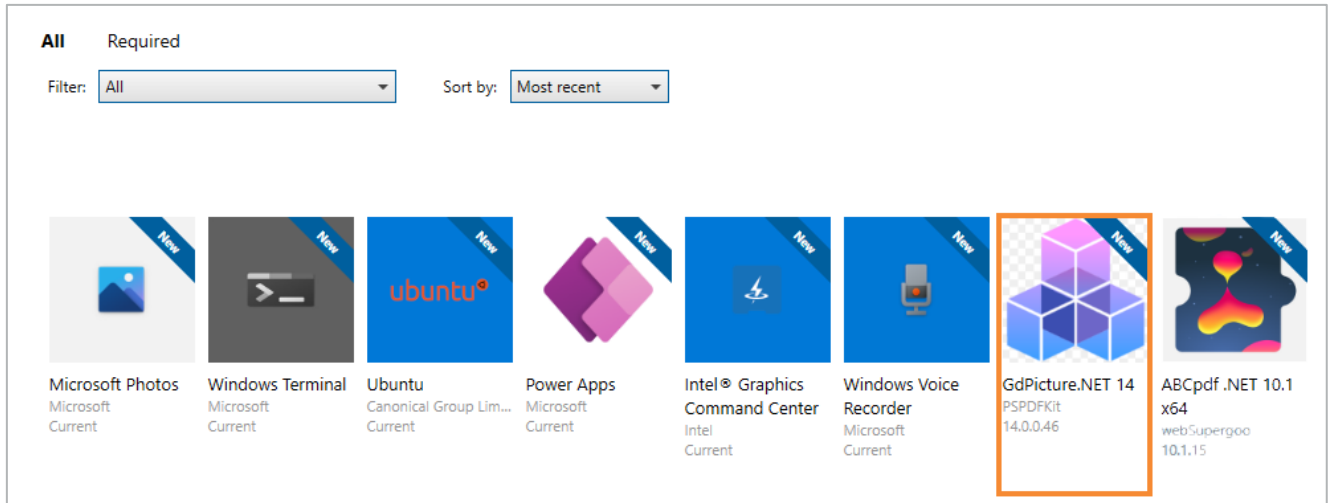 All Required
Filter: All Sort by: Most recent
New New New New New New New New
ubuntu®
Microsoft Photos Windows Terminal Ubuntu Power Apps Intel® Graphics Windows Voice GdPicture.NET 14 ABCpdf .NET 10.1
Microsoft Microsoft Canonical Group Lim... Microsoft Command Center Recorder PSPDFKit x64
Current Current Current Current Intel Microsoft 14.0.0.46 webSupergoo
Current Current 10.1.15